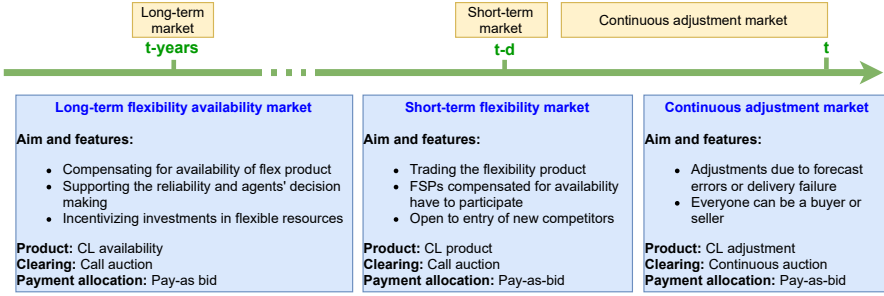 Long-term
market
Short-term
market
Continuous adjustment market
t-years
t-d
t
Long-term flexibility availability market
Aim and features:
• Compensating for availability of flex product
• Supporting the reliability and agents' decision
making
• Incentivizing investments in flexible resources
Product: CL availability
Clearing: Call auction
Payment allocation: Pay-as bid
Short-term flexibility market
Aim and features:
• Trading the flexibility product
• FSPs compensated for availability
have to participate
• Open to entry of new competitors
Product: CL product
Clearing: Call auction
Payment allocation: Pay-as-bid
Continuous adjustment market
Aim and features:
• Adjustments due to forecast
errors or delivery failure
• Everyone can be a buyer or
seller
Product: CL adjustment
Clearing: Continuous auction
Payment allocation: Pay-as-bid